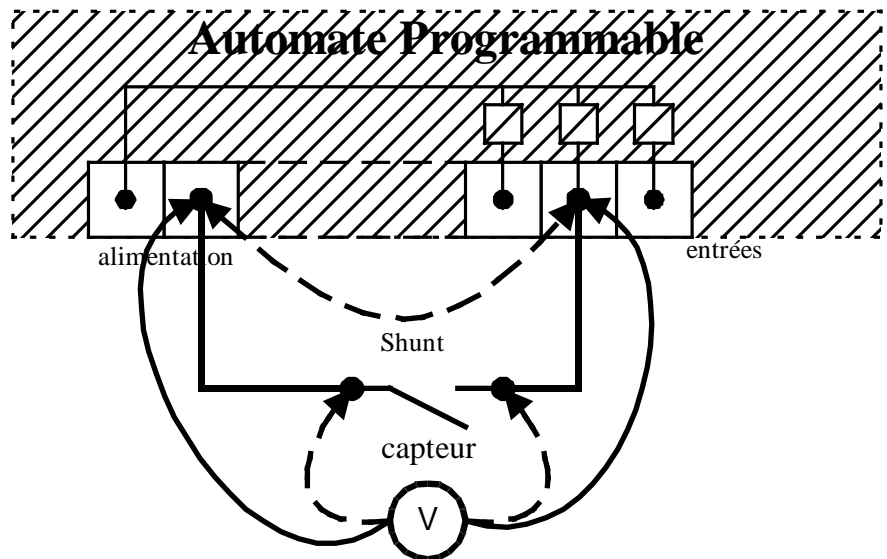 Automate Programmable
alimentation
entrées
Shunt
capteur
V